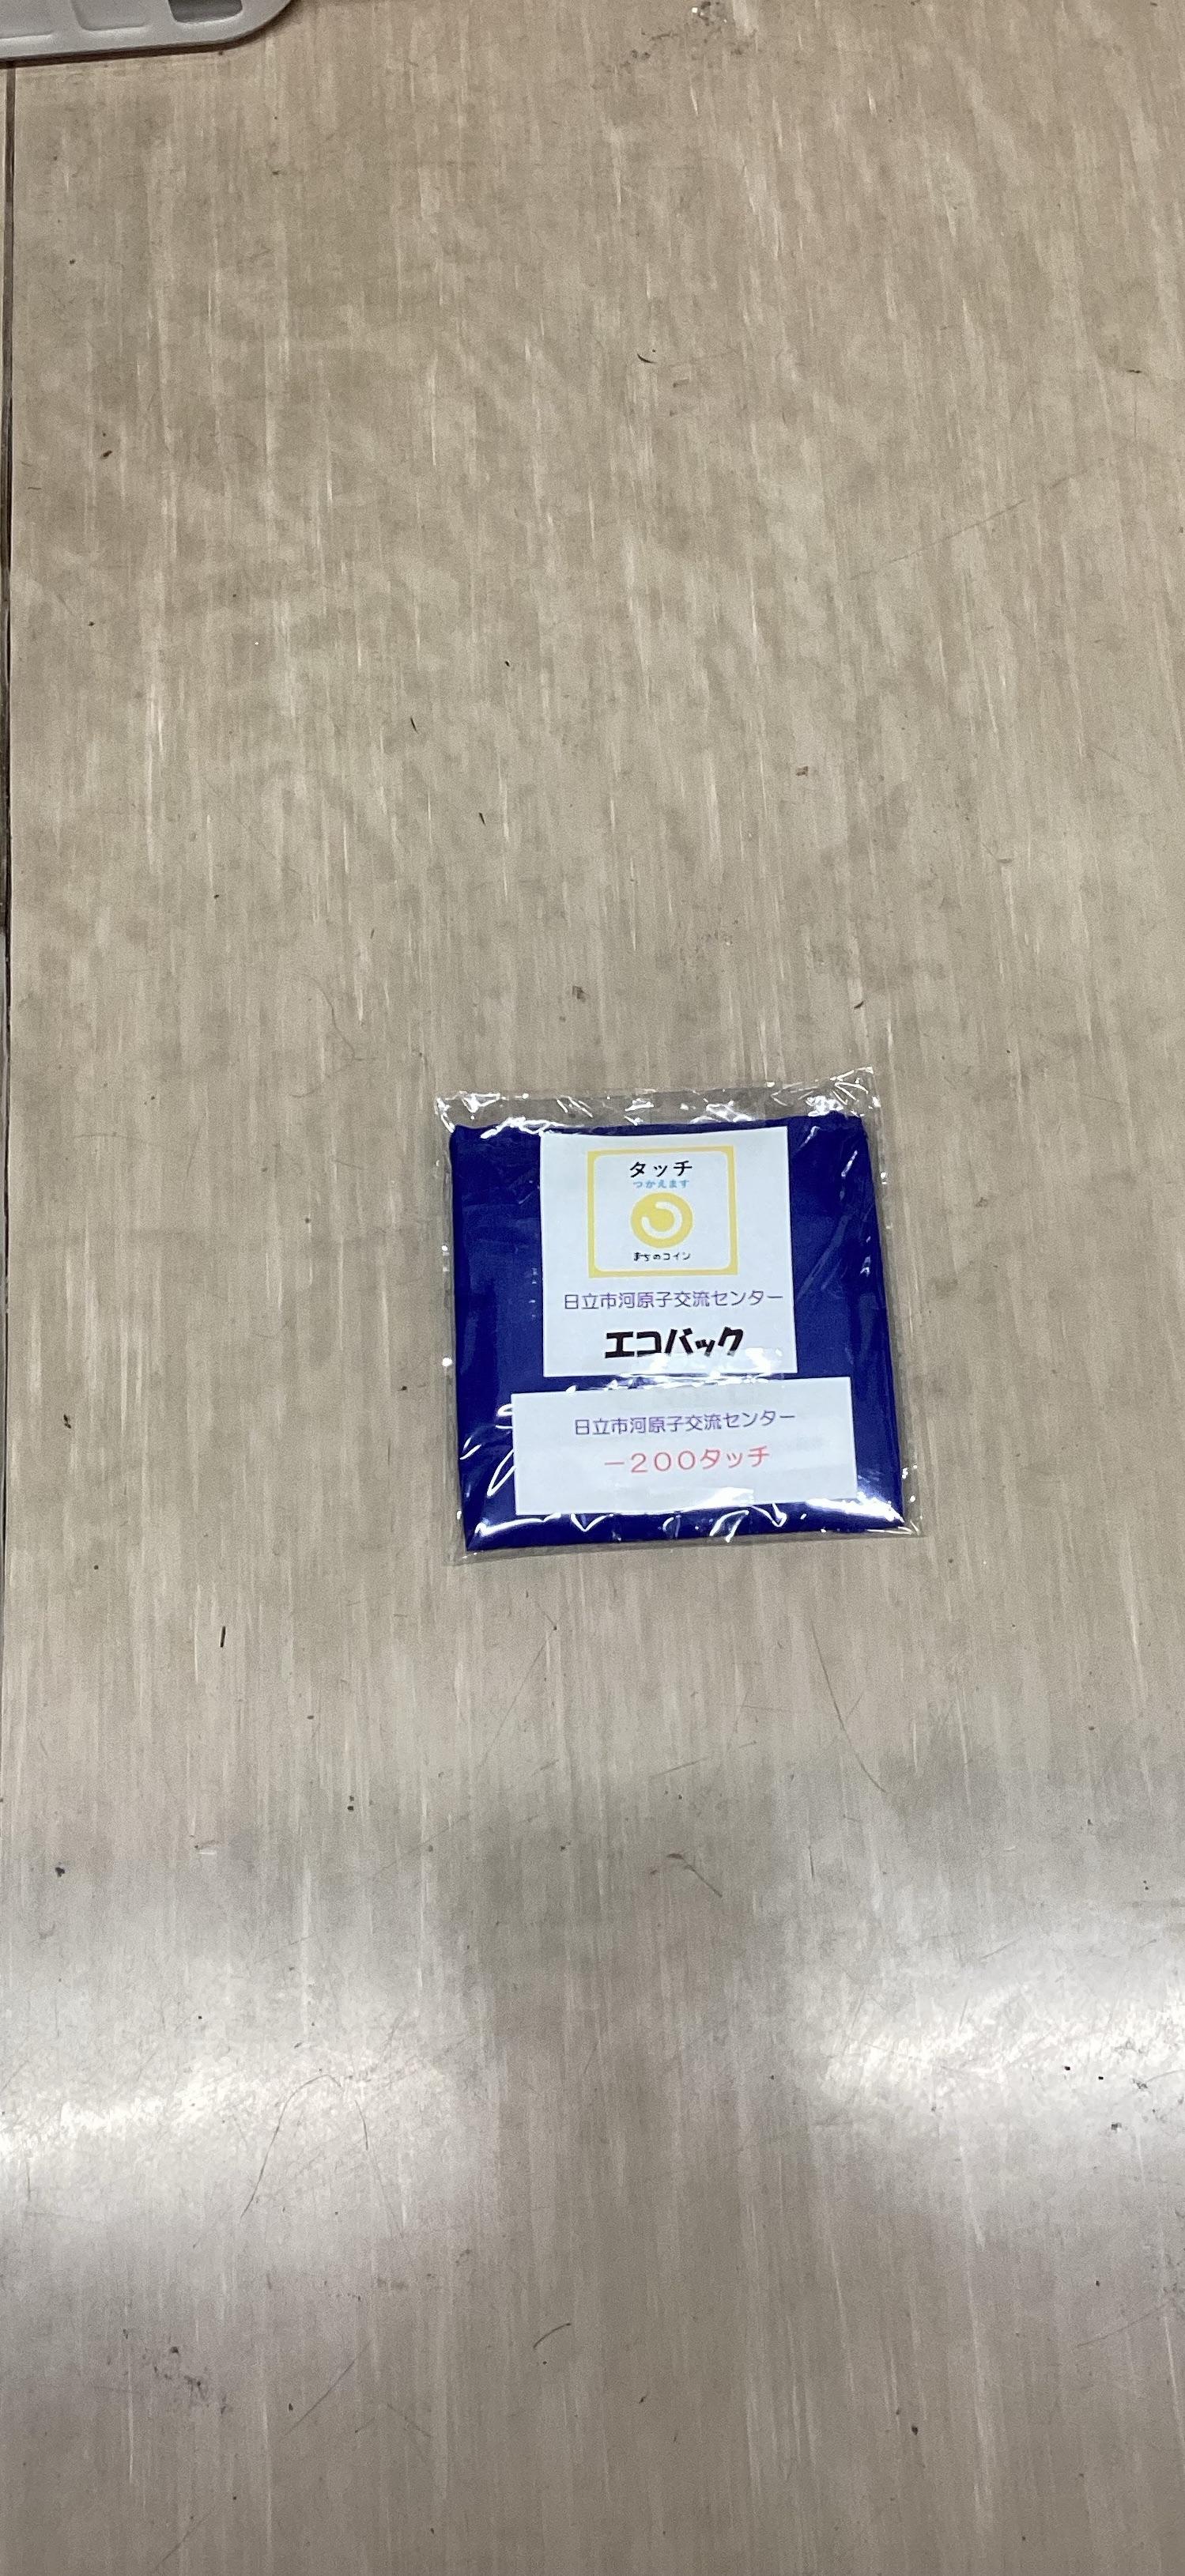 タッチ
つかえます
まちのコイン
日立市河原子交流センター
エコバック
日立市河原子交流センター
－200タッチ